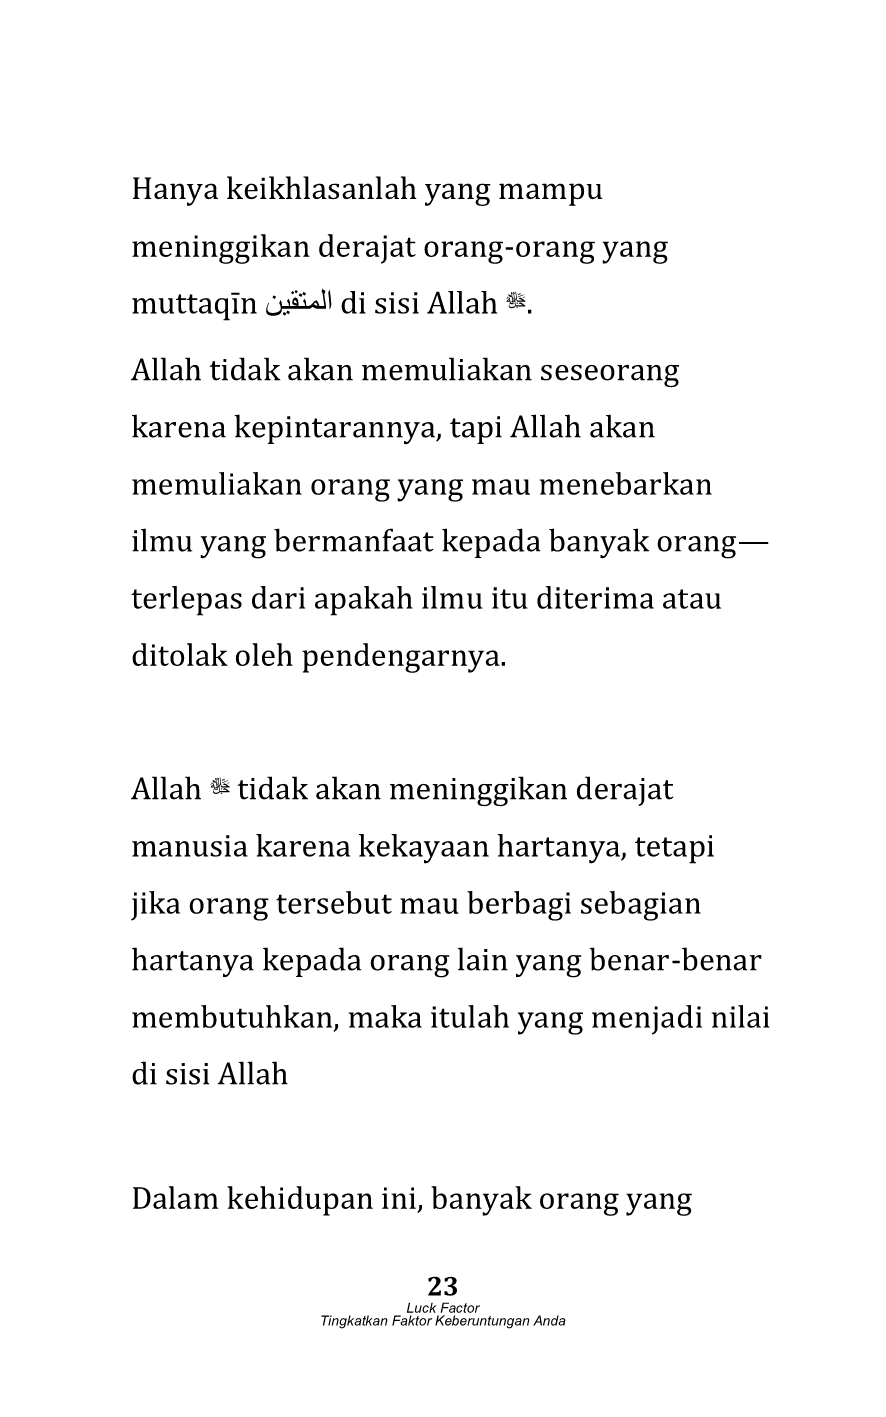 Hanya keikhlasanlah yang mampu
meninggikan derajat orang-orang yang
muttaqīn المتقين di sisi Allah ﷻ.
Allah tidak akan memuliakan seseorang
karena kepintarannya, tapi Allah akan
memuliakan orang yang mau menebarkan
ilmu yang bermanfaat kepada banyak orang—
terlepas dari apakah ilmu itu diterima atau
ditolak oleh pendengarnya.
Allah ﷻ tidak akan meninggikan derajat
manusia karena kekayaan hartanya, tetapi
jika orang tersebut mau berbagi sebagian
hartanya kepada orang lain yang benar-benar
membutuhkan, maka itulah yang menjadi nilai
di sisi Allah
Dalam kehidupan ini, banyak orang yang
23
Luck Factor
Tingkatkan Faktor Keberuntungan Anda